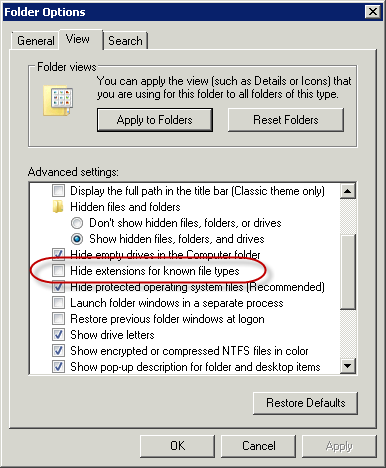 Folder Options
General
View
Search
Folder views
You can apply the view (such as Details or Icons) that
you are using for this folder to all folders of this type.
Apply to Folders
Reset Folders
Advanced settings:
Display the full path in the title bar (Classic theme only)
Hidden files and folders
Don't show hidden files, folders, or drives
Show hidden files, folders, and drives
Hide empty drives in the Computer folder
Hide extensions for known file types
Hide protected operating system files (Recommended)
Launch folder windows in a separate process
Restore previous folder windows at logon
Show drive letters
Show encrypted or compressed NTFS files in color
Show pop-up description for folder and desktop items
Restore Defaults
OK
Cancel
Apply